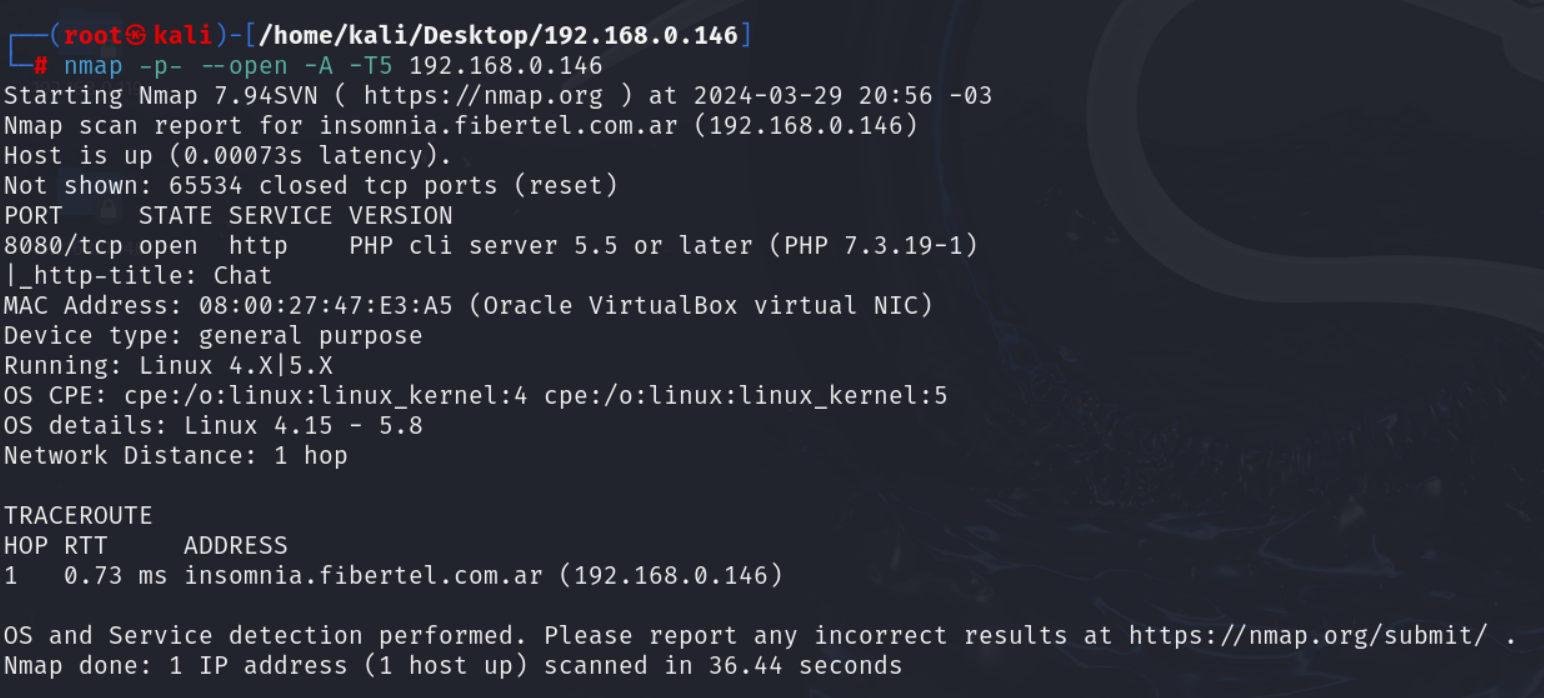 ┌──(root㉿kali)-[/home/kali/Desktop/192.168.0.146]
└─# nmap -p- --open -A -T5 192.168.0.146
Starting Nmap 7.94SVN ( https://nmap.org ) at 2024-03-29 20:56 -03
Nmap scan report for insomnia.fibertel.com.ar (192.168.0.146)
Host is up (0.00073s latency).
Not shown: 65534 closed tcp ports (reset)
PORT     STATE SERVICE VERSION
8080/tcp open  http    PHP cli server 5.5 or later (PHP 7.3.19-1)
|_http-title: Chat
MAC Address: 08:00:27:47:E3:A5 (Oracle VirtualBox virtual NIC)
Device type: general purpose
Running: Linux 4.X|5.X
OS CPE: cpe:/o:linux:linux_kernel:4 cpe:/o:linux:linux_kernel:5
OS details: Linux 4.15 - 5.8
Network Distance: 1 hop

TRACEROUTE
HOP RTT     ADDRESS
1   0.73 ms insomnia.fibertel.com.ar (192.168.0.146)

OS and Service detection performed. Please report any incorrect results at https://nmap.org/submit/ .
Nmap done: 1 IP address (1 host up) scanned in 36.44 seconds